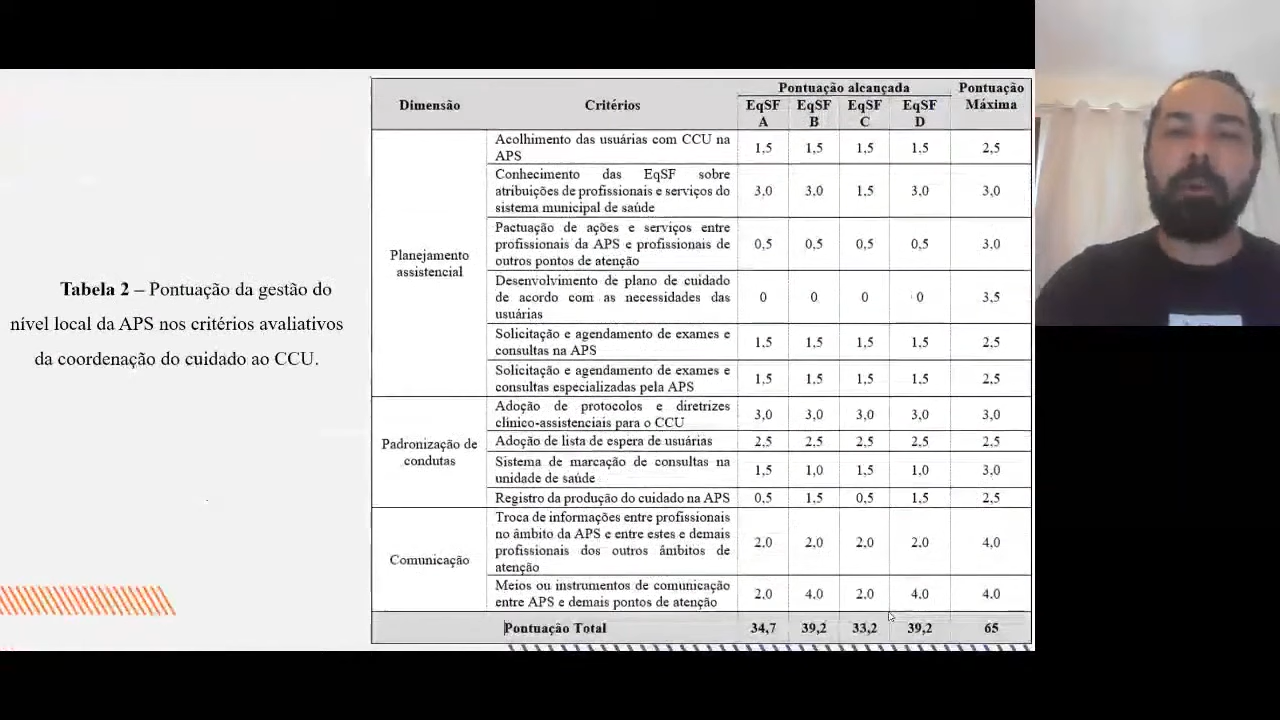 Tabela 2 – Pontuação da gestão do
nível local da APS nos critérios avaliativos
da coordenação do cuidado ao CCU.
Dimensão Critérios Pontuação alcançada Pontuação Máxima
EqSF A EqSF B EqSF C EqSF D
Planejamento
assistencial
Acolhimento das usuárias com CCU na
APS
1,5 1,5 1,5 1,5 2,5
Conhecimento das EqSF sobre
atribuições de profissionais e serviços do
sistema municipal de saúde
3,0 3,0 1,5 3,0 3,0
Pactuação de ações e serviços entre
profissionais da APS e profissionais de
outros pontos de atenção
0,5 0,5 0,5 0,5 3,0
Desenvolvimento de plano de cuidado
de acordo com as necessidades das
usuárias
0 0 0 0 3,5
Solicitação e agendamento de exames e
consultas na APS
1,5 1,5 1,5 1,5 2,5
Solicitação e agendamento de exames e
consultas especializadas pela APS
1,5 1,5 1,5 1,5 2,5
Padronização de
condutas
Adoção de protocolos e diretrizes
clínico-assistenciais para o CCU
3,0 3,0 3,0 3,0 3,0
Adoção de lista de espera de usuárias
2,5 2,5 2,5 2,5 2,5
Sistema de marcação de consultas na
unidade de saúde
1,5 1,0 1,5 1,0 3,0
Registro da produção do cuidado na APS
0,5 1,5 0,5 1,5 2,5
Comunicação
Troca de informações entre profissionais
no âmbito da APS e entre estes e demais
profissionais dos outros âmbitos de
atenção
2,0 2,0 2,0 2,0 4,0
Meios ou instrumentos de comunicação
entre APS e demais pontos de atenção
2,0 4,0 2,0 4,0 4,0
Pontuação Total 34,7 39,2 33,2 39,2 65